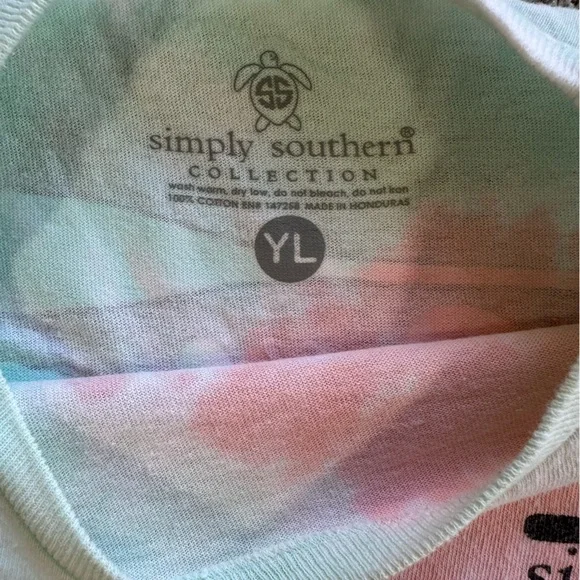 SS
simply southern®
COLLECTION
wash warm, dry low, do not bleach, do not iron
100% COTTON RN# 147258 MADE IN HONDURAS
YL
Si